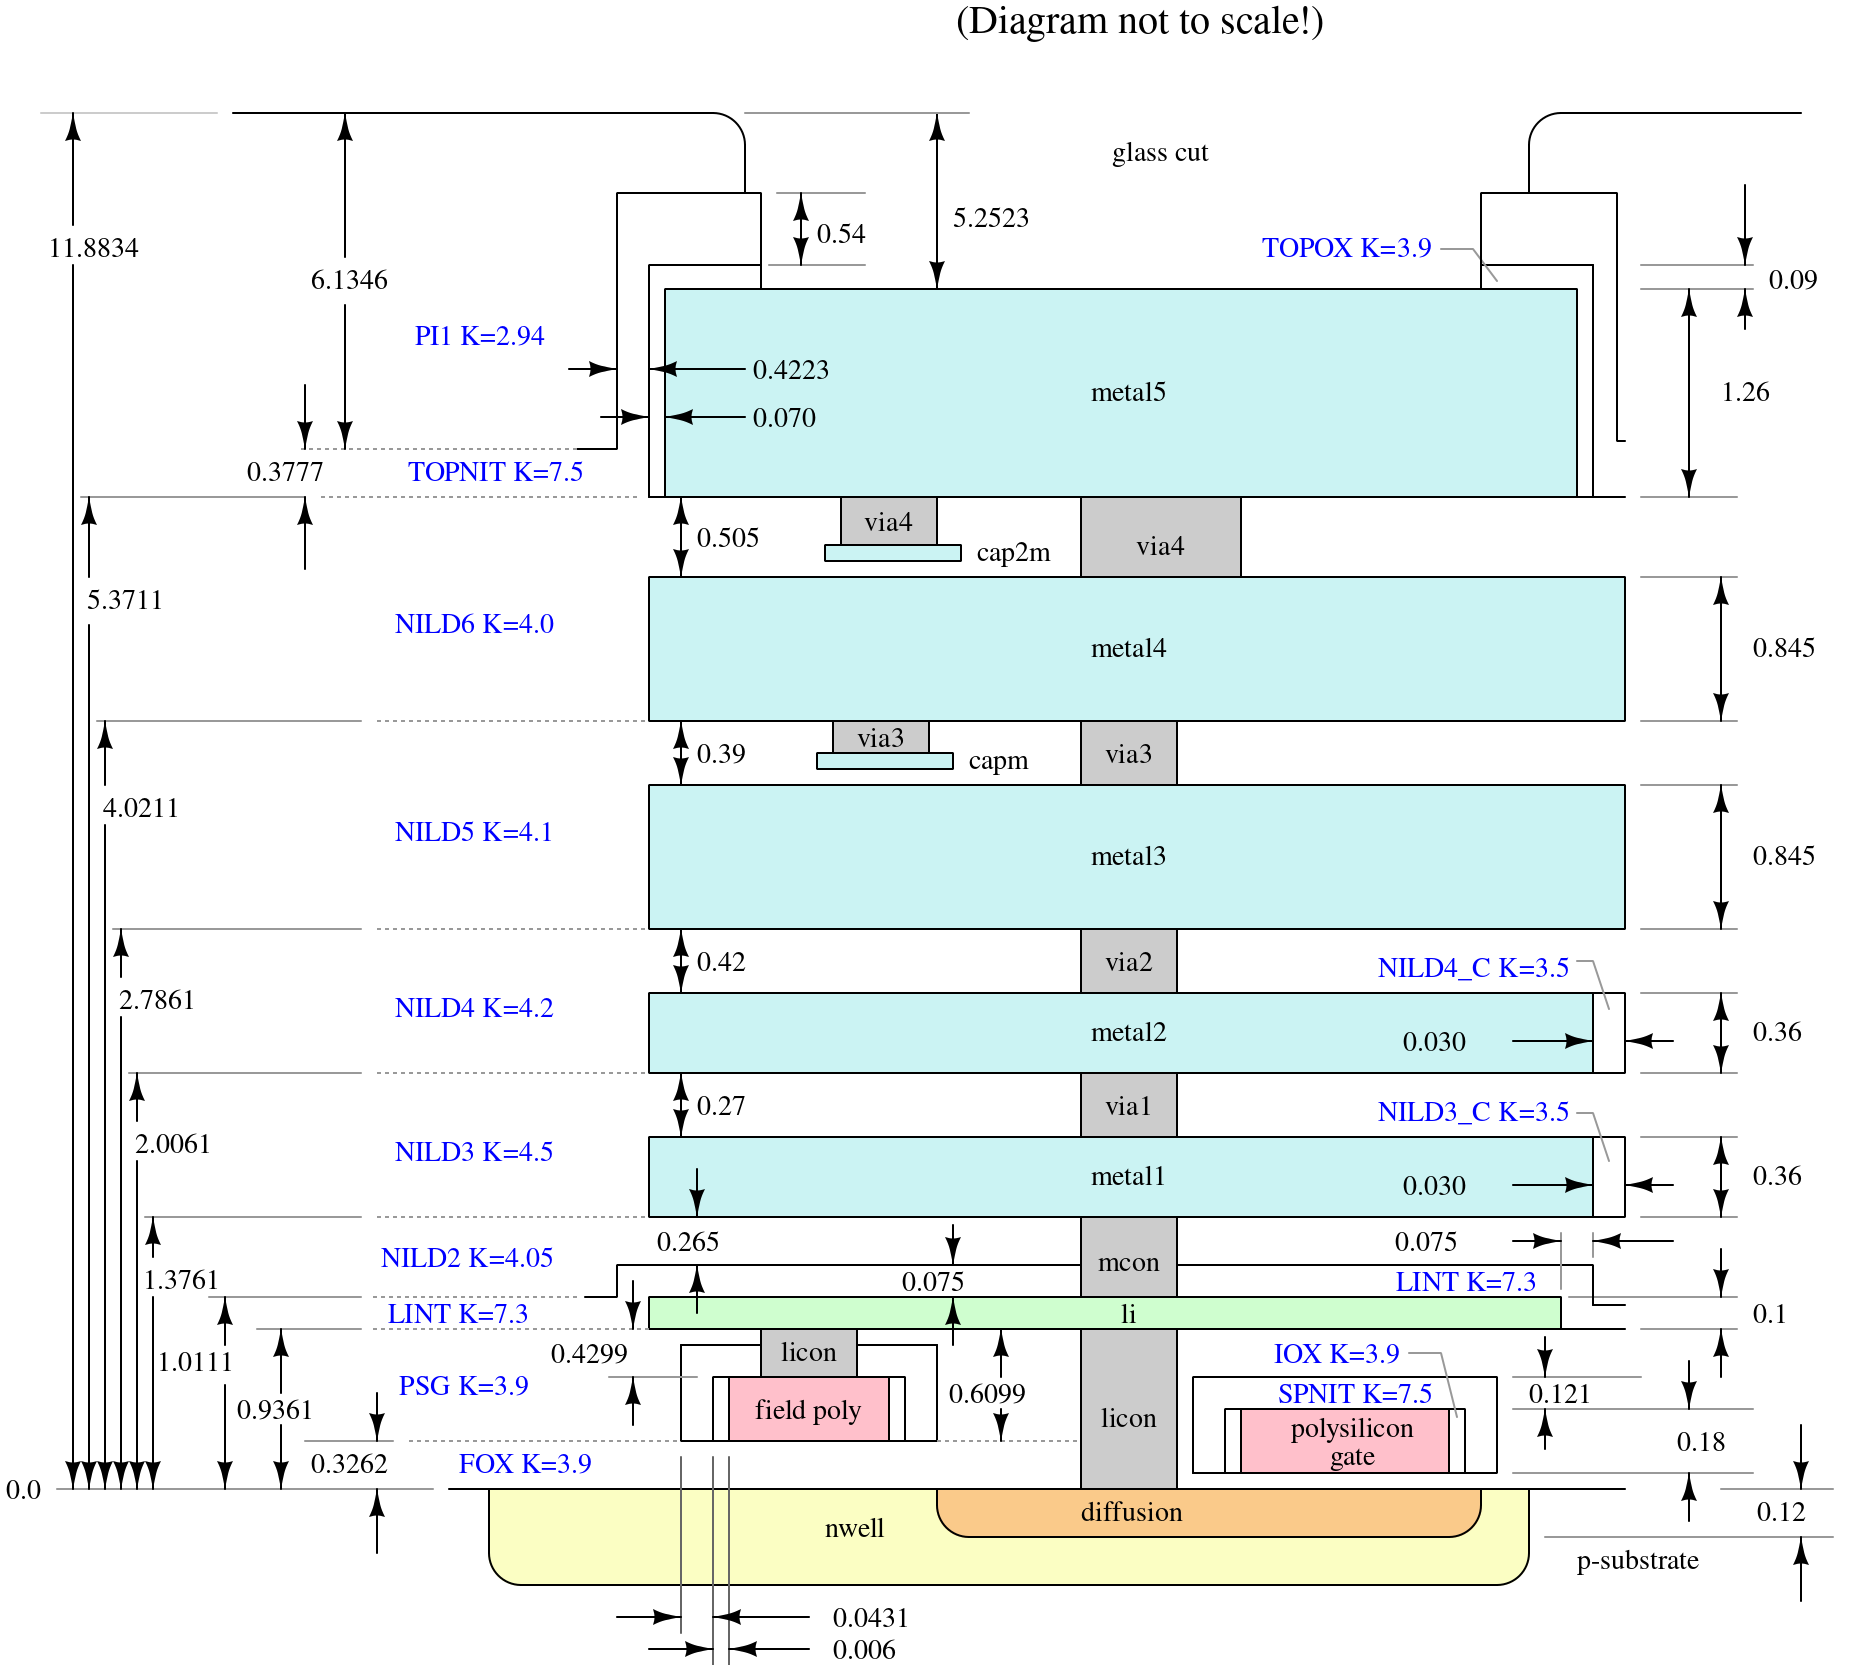 (Diagram not to scale!)
glass cut
11.8834
5.2523
0.54
TOPOX K=3.9
6.1346
0.09
PI1 K=2.94
0.4223
metal5
1.26
0.070
0.3777
TOPNIT K=7.5
via4
0.505
via4
cap2m
5.3711
NILD6 K=4.0
metal4
0.845
via3
0.39
via3
capm
4.0211
NILD5 K=4.1
metal3
0.845
0.42
via2
NILD4_C K=3.5
2.7861
NILD4 K=4.2
metal2
0.030
0.36
0.27
via1
NILD3_C K=3.5
2.0061
NILD3 K=4.5
metal1
0.030
0.36
0.265
0.075
NILD2 K=4.05
mcon
1.3761
0.075
LINT K=7.3
LINT K=7.3
li
0.1
0.4299
licon
IOX K=3.9
1.0111
PSG K=3.9
0.6099
SPNIT K=7.5
0.121
0.9361
field poly
licon
polysilicon
gate
0.18
0.3262
FOX K=3.9
0.0
diffusion
0.12
nwell
p-substrate
0.0431
0.006